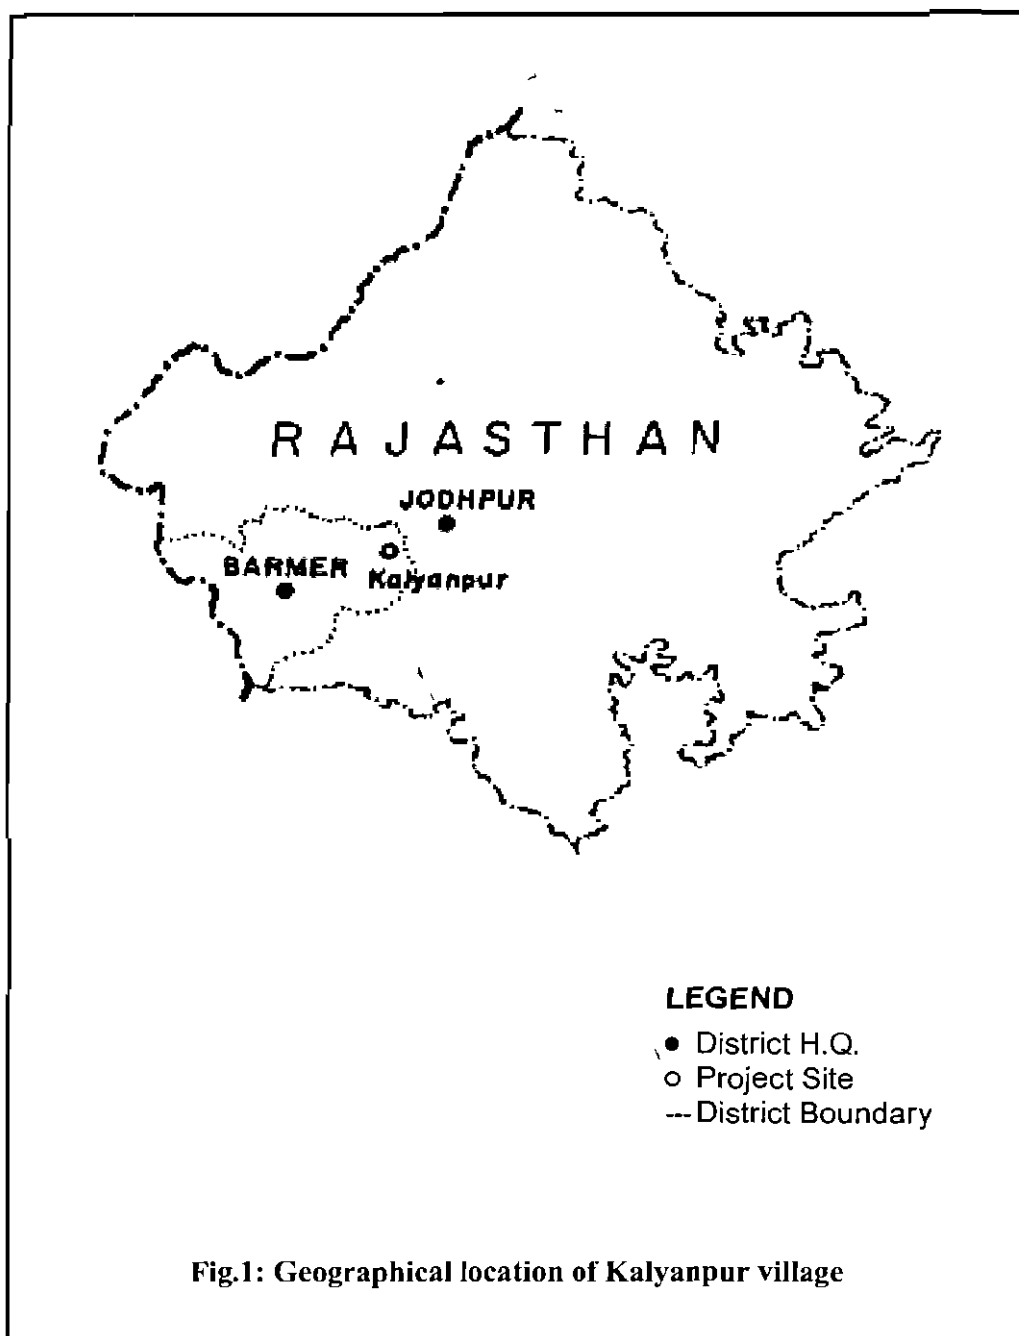 RAJASTHAN
JODHPUR
BARMER
Kalyanpur
LEGEND
District H.Q.
Project Site
District Boundary
Fig.1: Geographical location of Kalyanpur village